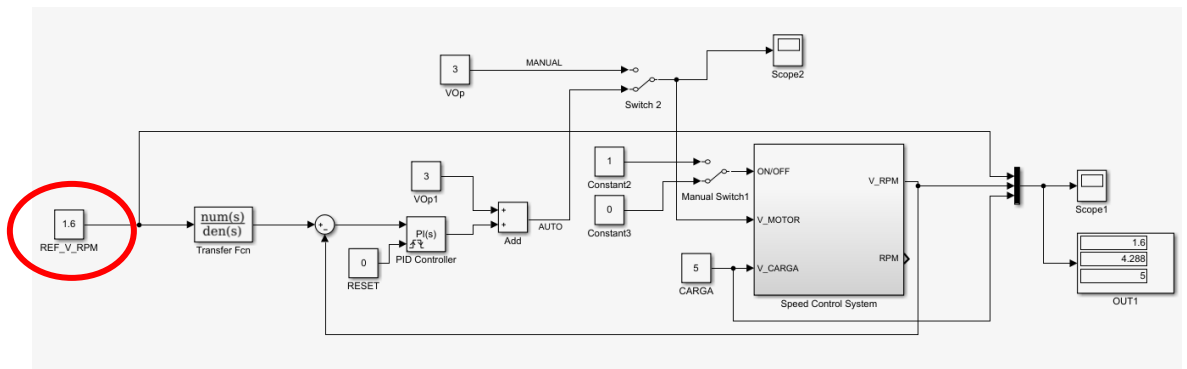 3
MANUAL
VOp
Scope2
Switch 2
1
Constant2
ON/OFF
V_RPM
Manual Switch1
0
Constant3
V_MOTOR
RPM
5
V_CARGA
CARGA
Speed Control System
3
VOp1
+
+
Add
AUTO
1.6
REF_V_RPM
num(s)
den(s)
Transfer Fcn
+
-
PI(s)
PID Controller
0
RESET
Scope1
1.6
4.288
5
OUT1